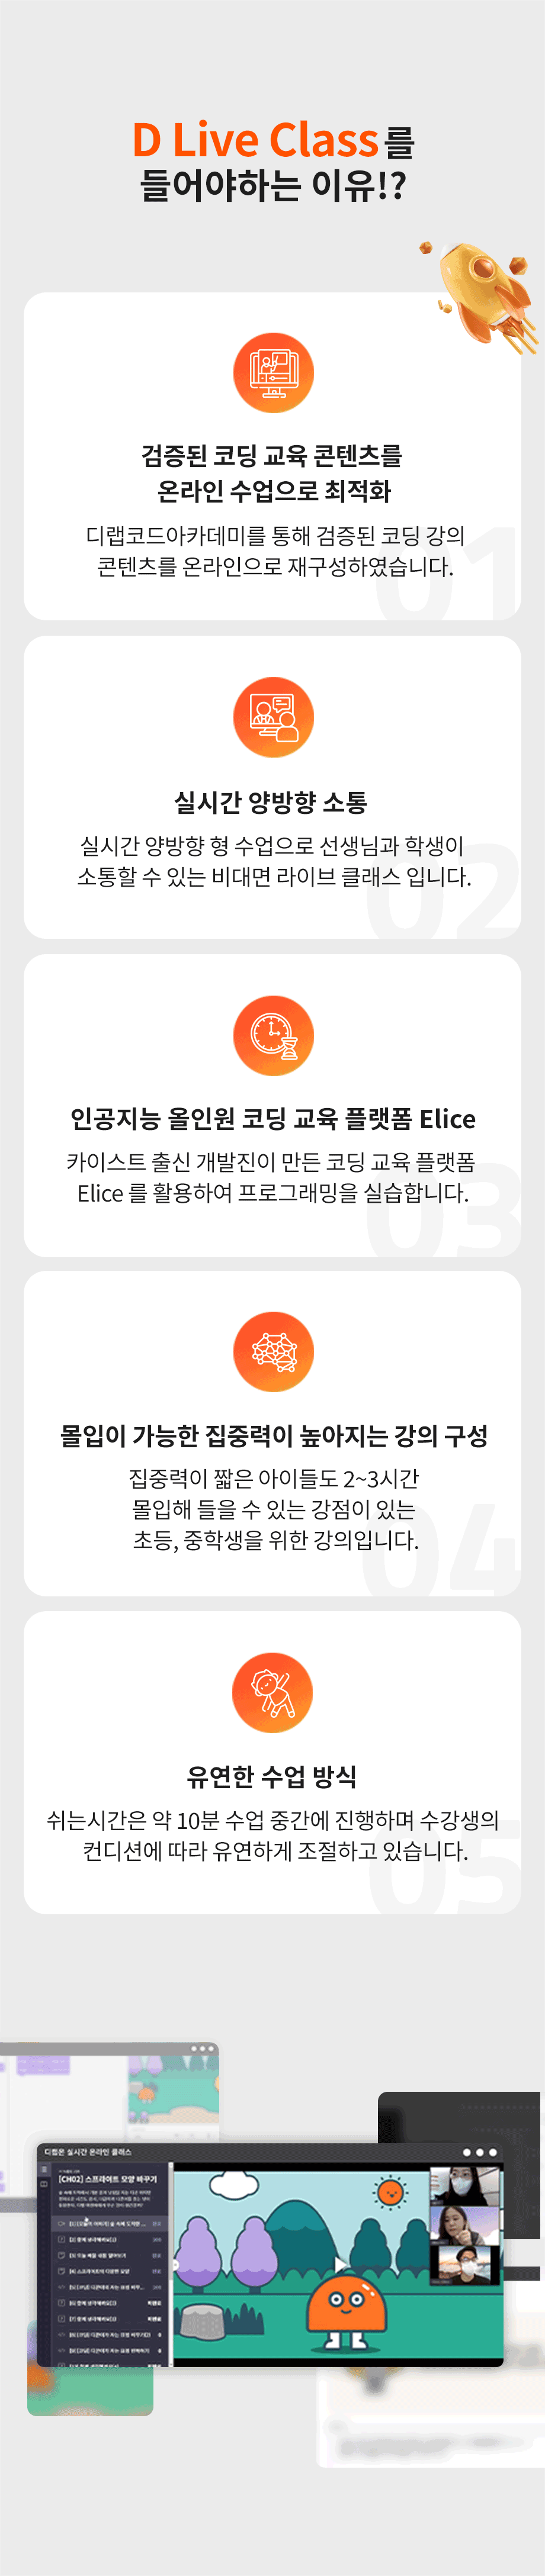 D Live Class를
들어야하는 이유!?
검증된 코딩 교육 콘텐츠를
온라인 수업으로 최적화
디랩코드아카데미를 통해 검증된 코딩 강의
콘텐츠를 온라인으로 재구성하였습니다.
01
실시간 양방향 소통
실시간 양방향 형 수업으로 선생님과 학생이
소통할 수 있는 비대면 라이브 클래스 입니다.
02
인공지능 올인원 코딩 교육 플랫폼 Elice
카이스트 출신 개발진이 만든 코딩 교육 플랫폼
Elice 를 활용하여 프로그래밍을 실습합니다.
03
몰입이 가능한 집중력이 높아지는 강의 구성
집중력이 짧은 아이들도 2~3시간
몰입해 들을 수 있는 강점이 있는
초등, 중학생을 위한 강의입니다.
04
유연한 수업 방식
쉬는시간은 약 10분 수업 중간에 진행하며 수강생의
컨디션에 따라 유연하게 조절하고 있습니다.
05
디랩온 실시간 온라인 클래스
[CH02] 스프라이트 모양 바꾸기